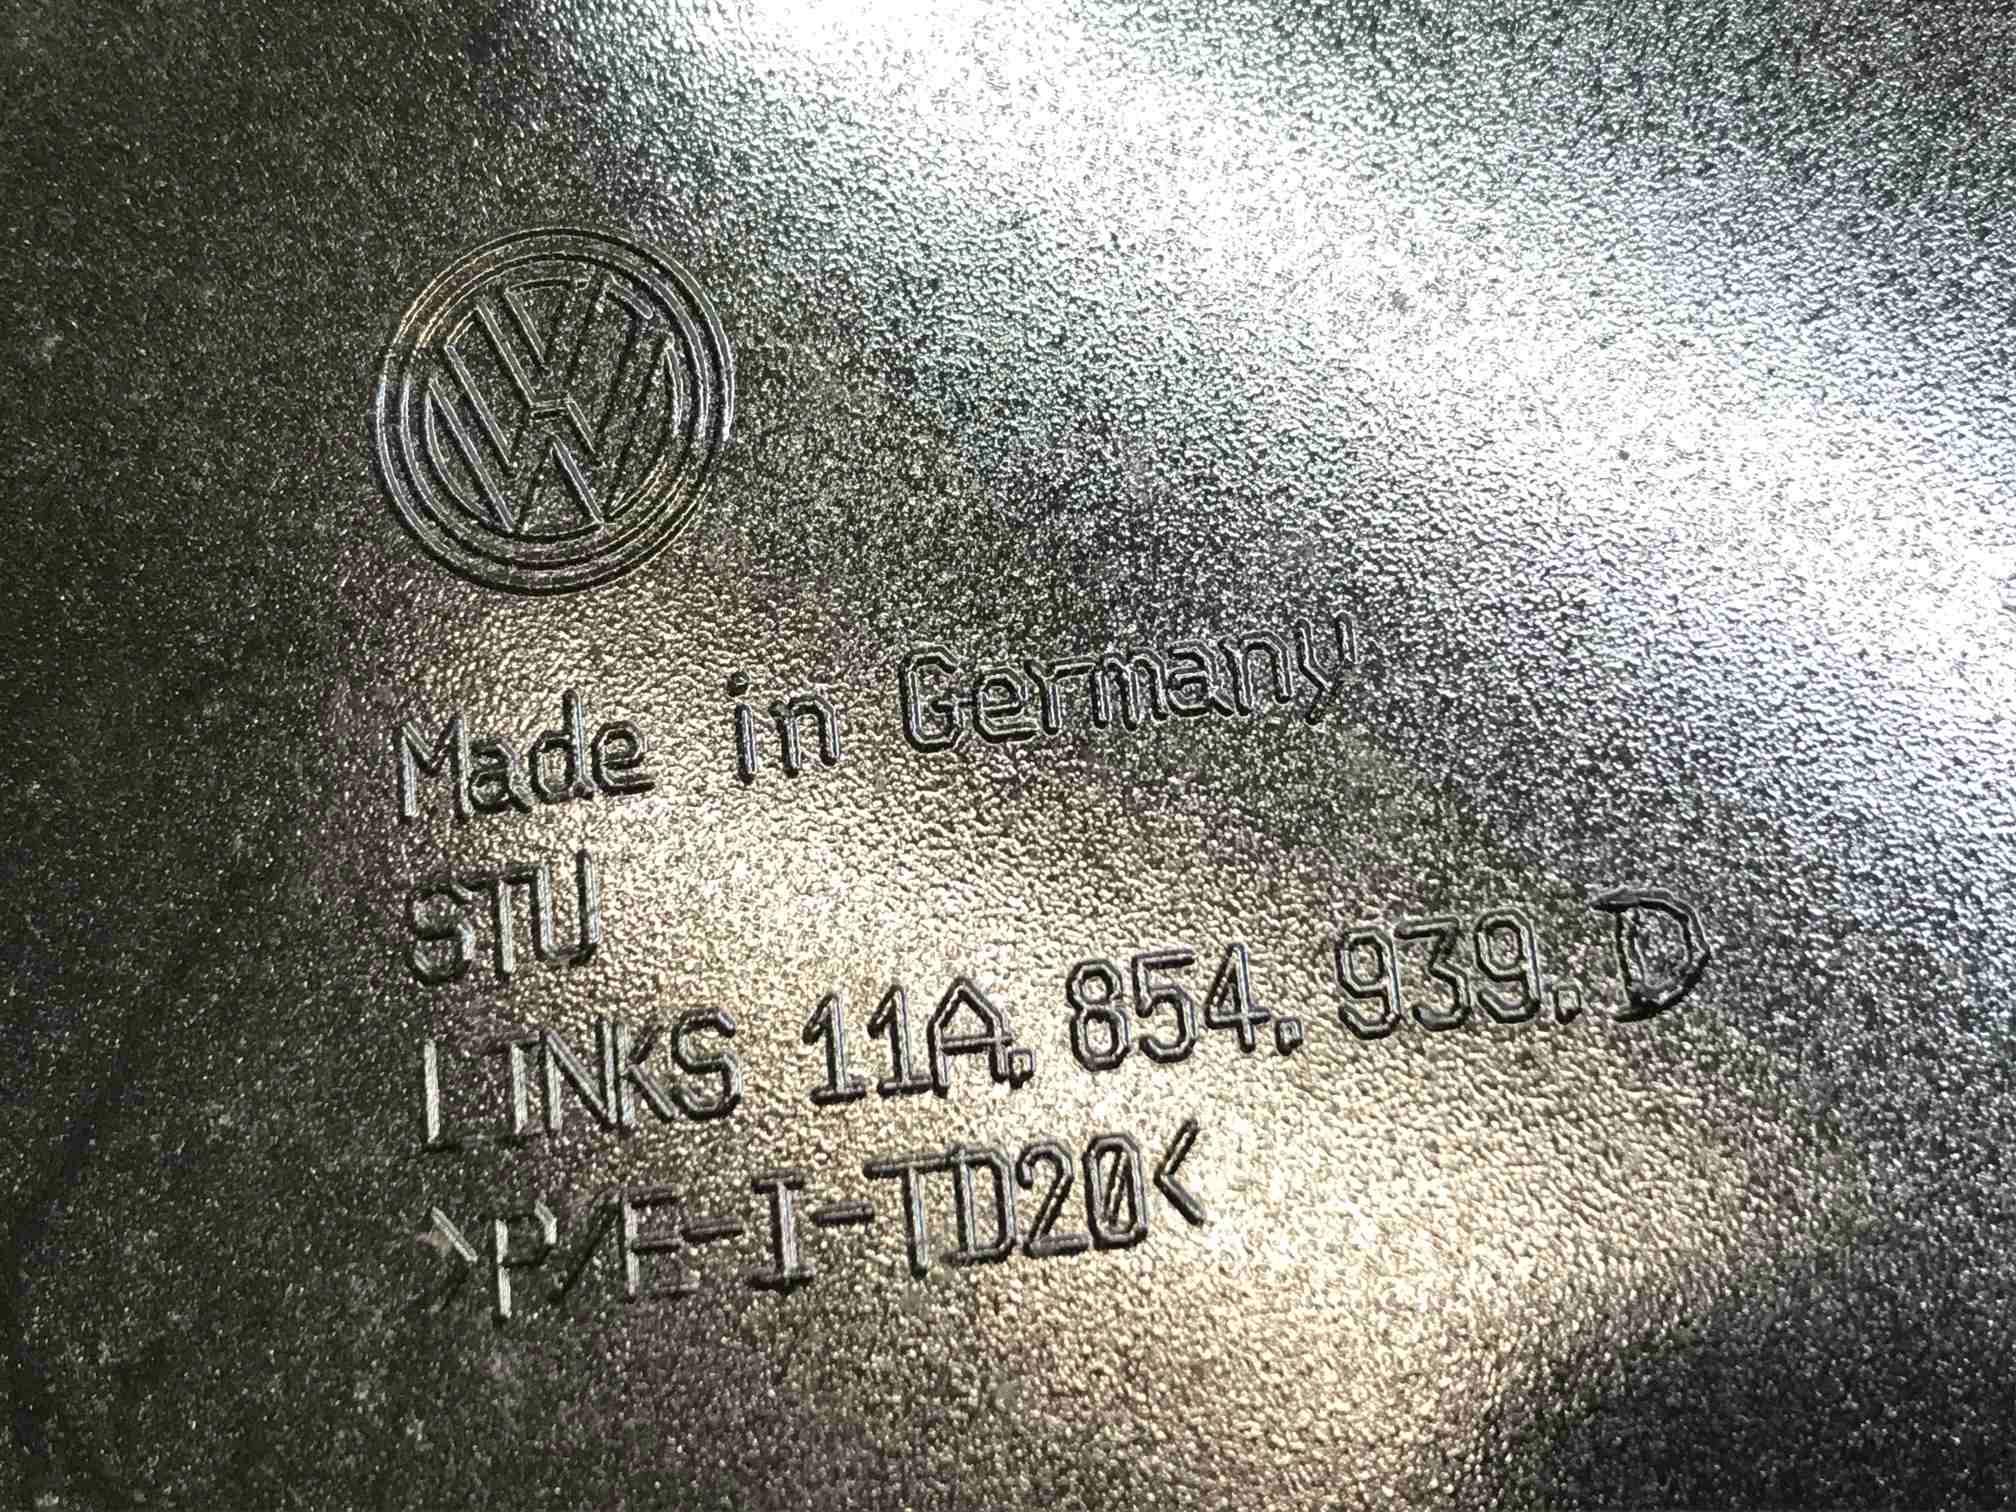 Made in Germany
STU
LINKS 11A.854.939.D
>P/E-I-TD20<